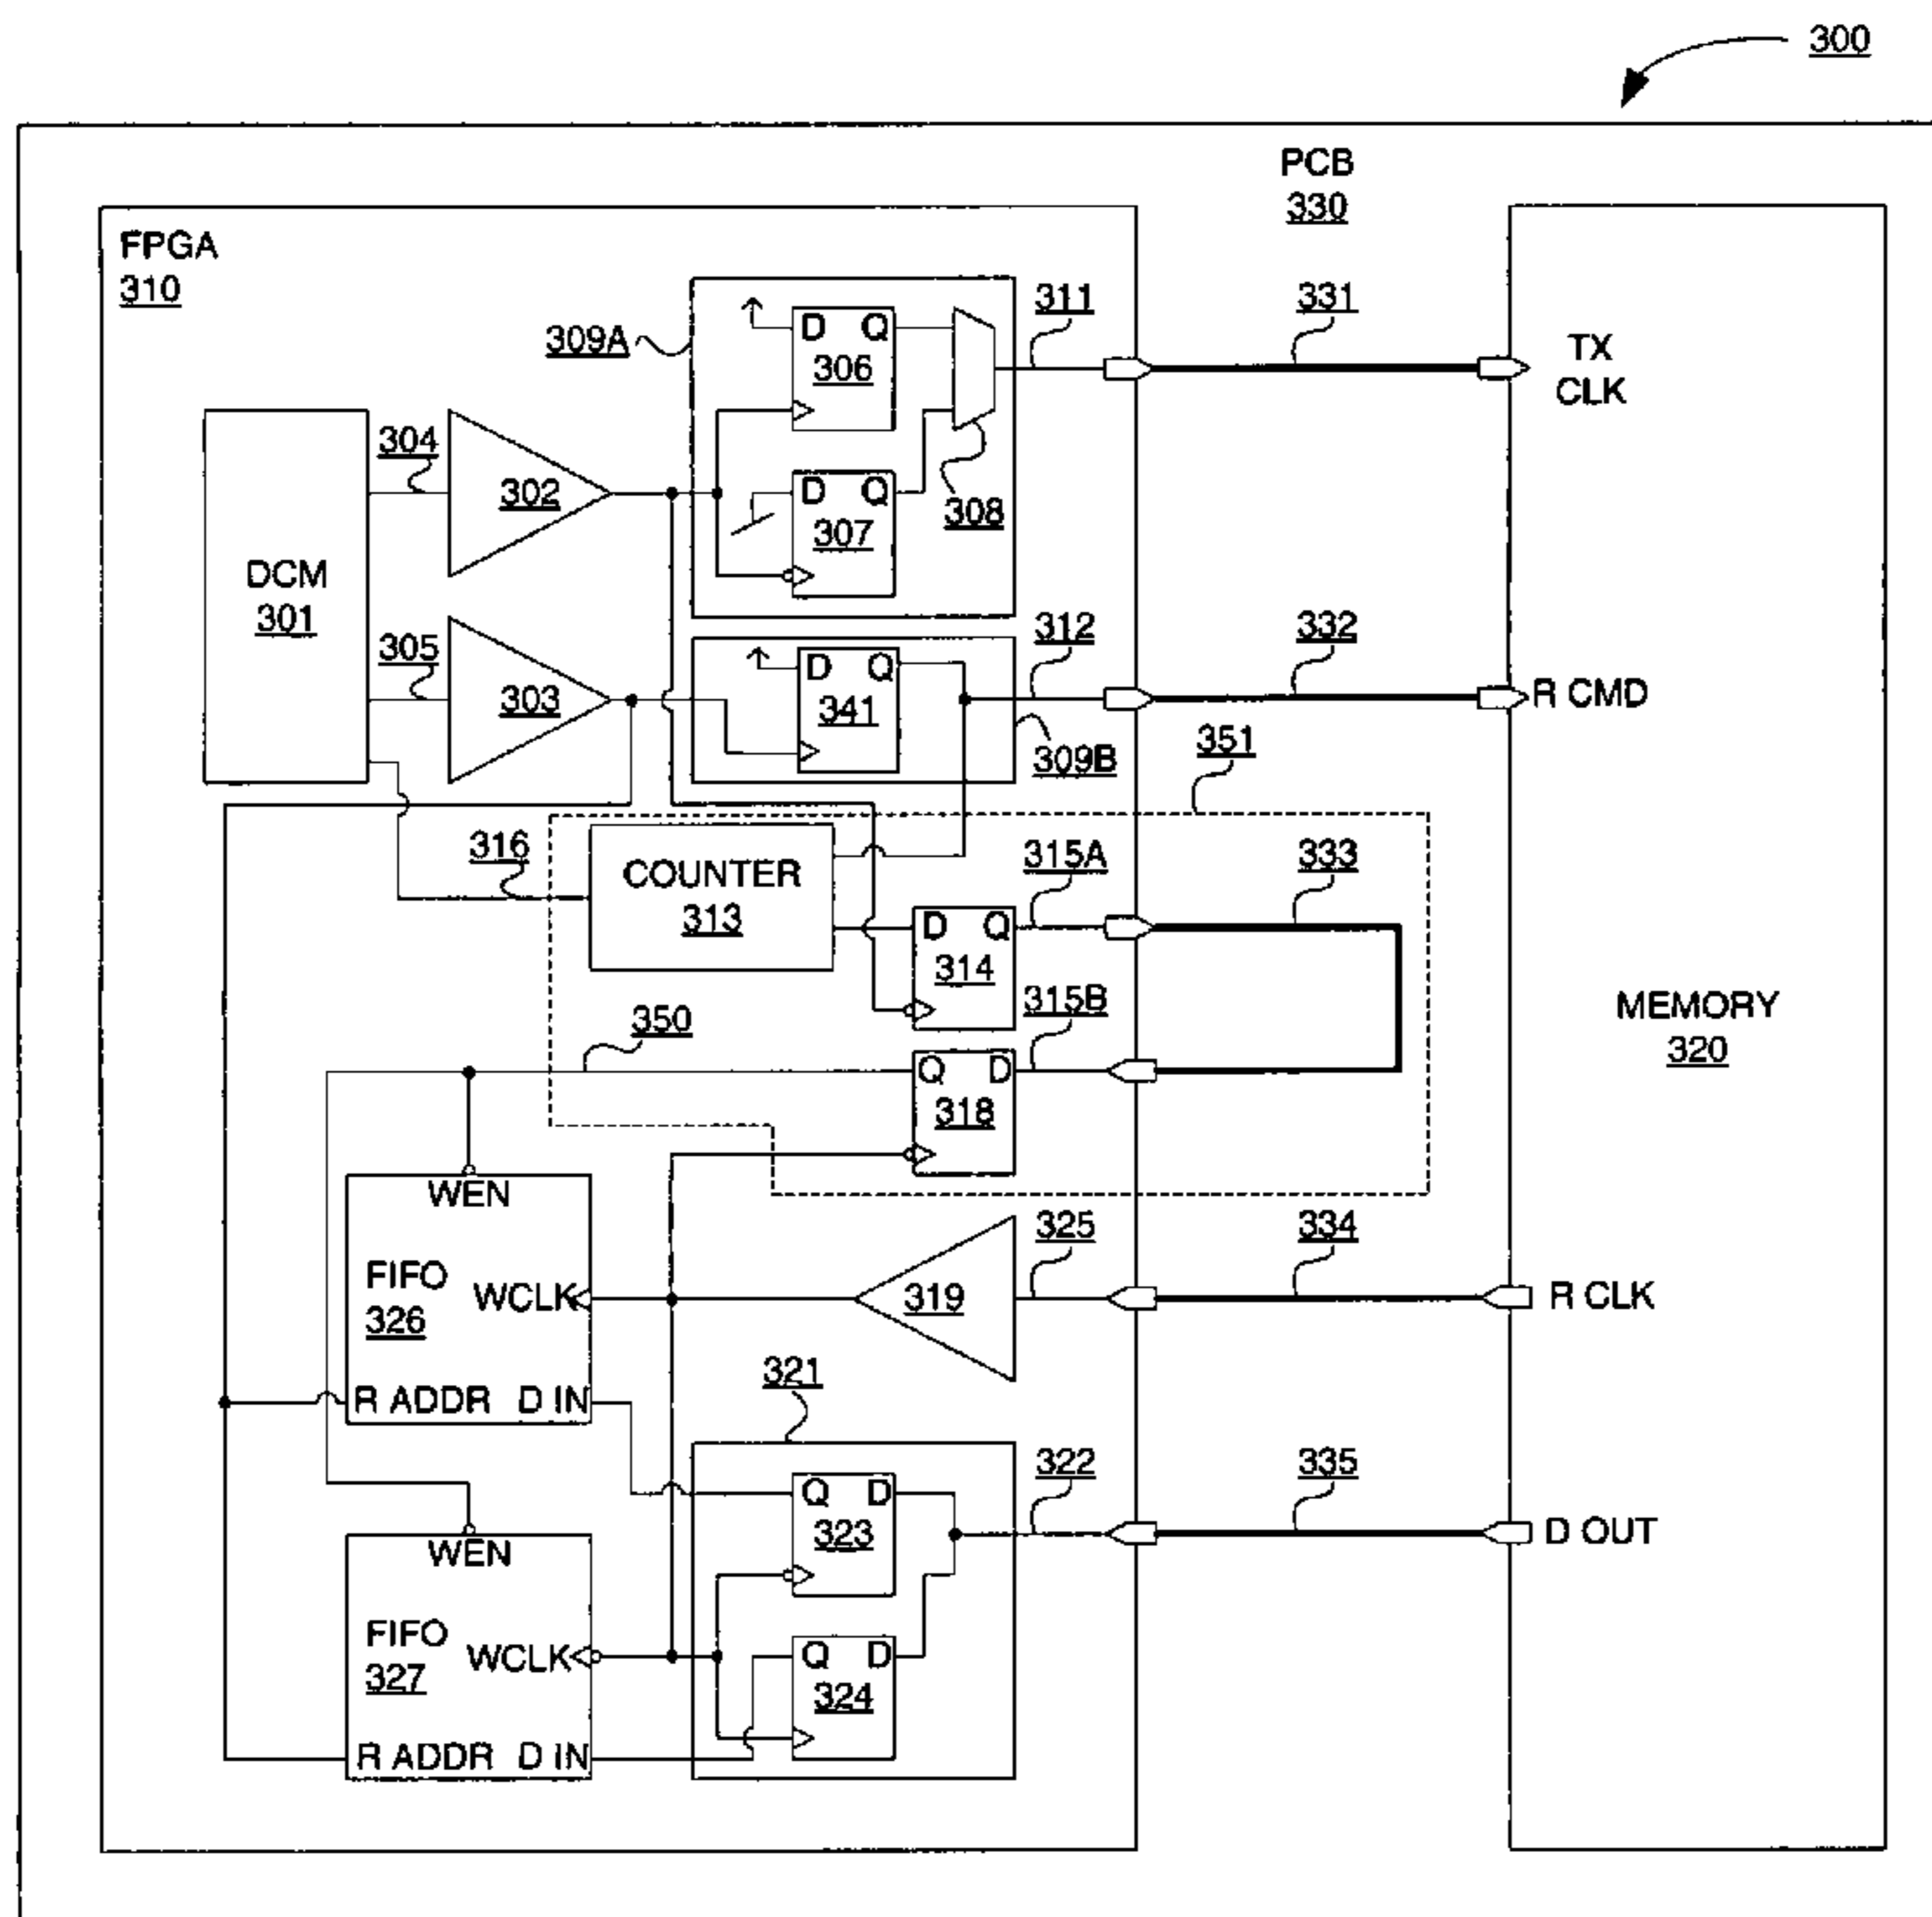 300
PCB
330
FPGA
310
309A
D Q
306
311
331
TX
CLK
304
302
D Q
307
308
DCM
301
305
303
D Q
341
312
332
R CMD
309B
351
316
COUNTER
313
315A
333
D Q
314
350
315B
Q D
318
MEMORY
320
WEN
FIFO
326
WCLK
R ADDR D IN
319
325
334
R CLK
321
Q D
323
322
335
D OUT
WEN
FIFO
327
WCLK
R ADDR D IN
Q D
324